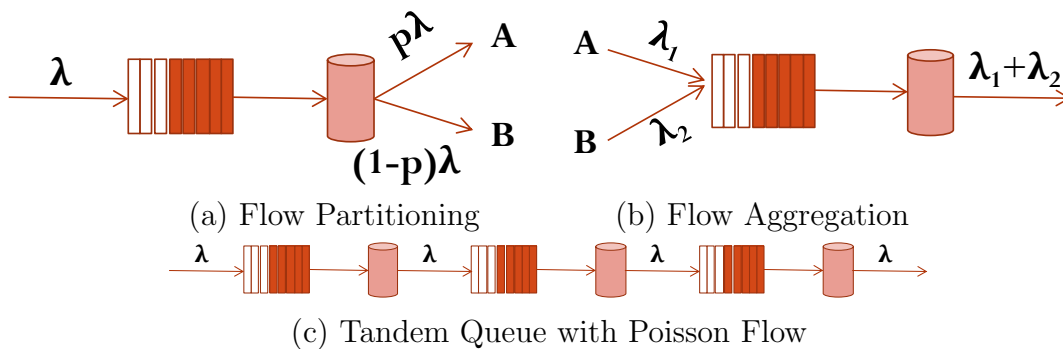 λ pλ A
(1-p)λ B
(a) Flow Partitioning
A λ₁ λ₁+λ₂
B λ₂
(b) Flow Aggregation
λ λ λ λ
(c) Tandem Queue with Poisson Flow